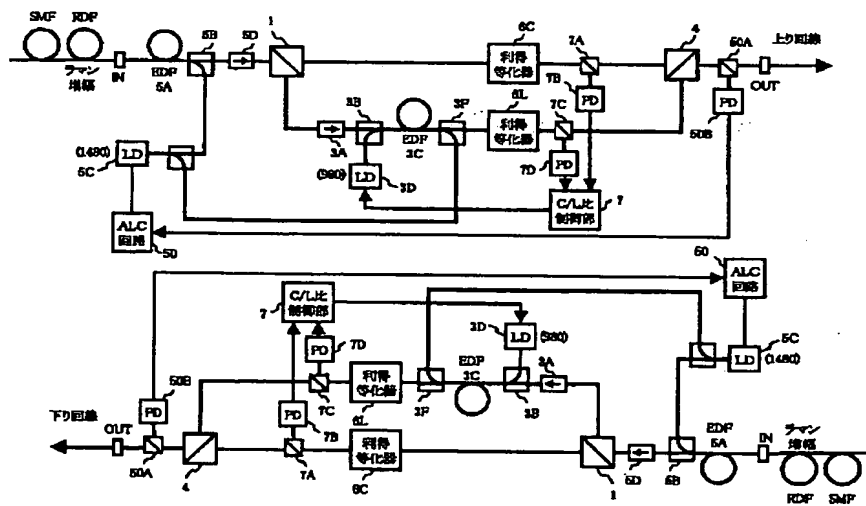 SMF RDF
ラマン増幅
IN
EDF 5A
5B
5D
1
6C
利得等化器
7A
4
50A
上り回線
OUT
7B
PD
PD
50B
3A
3B
EDF 3C
3F
6L
利得等化器
7C
7D
PD
(1480)
LD
5C
(980)
LD
3D
C/L比制御部
7
ALC回路
50
50
ALC回路
C/L比制御部
7
3D
LD
(980)
5C
LD
(1480)
PD
7D
50B
PD
7C
利得等化器
6L
3F
EDF 3C
3B
3A
下り回線
OUT
50A
4
PD
7B
7A
利得等化器
6C
1
5D
5B
EDF 5A
IN
ラマン増幅
RDF SMF